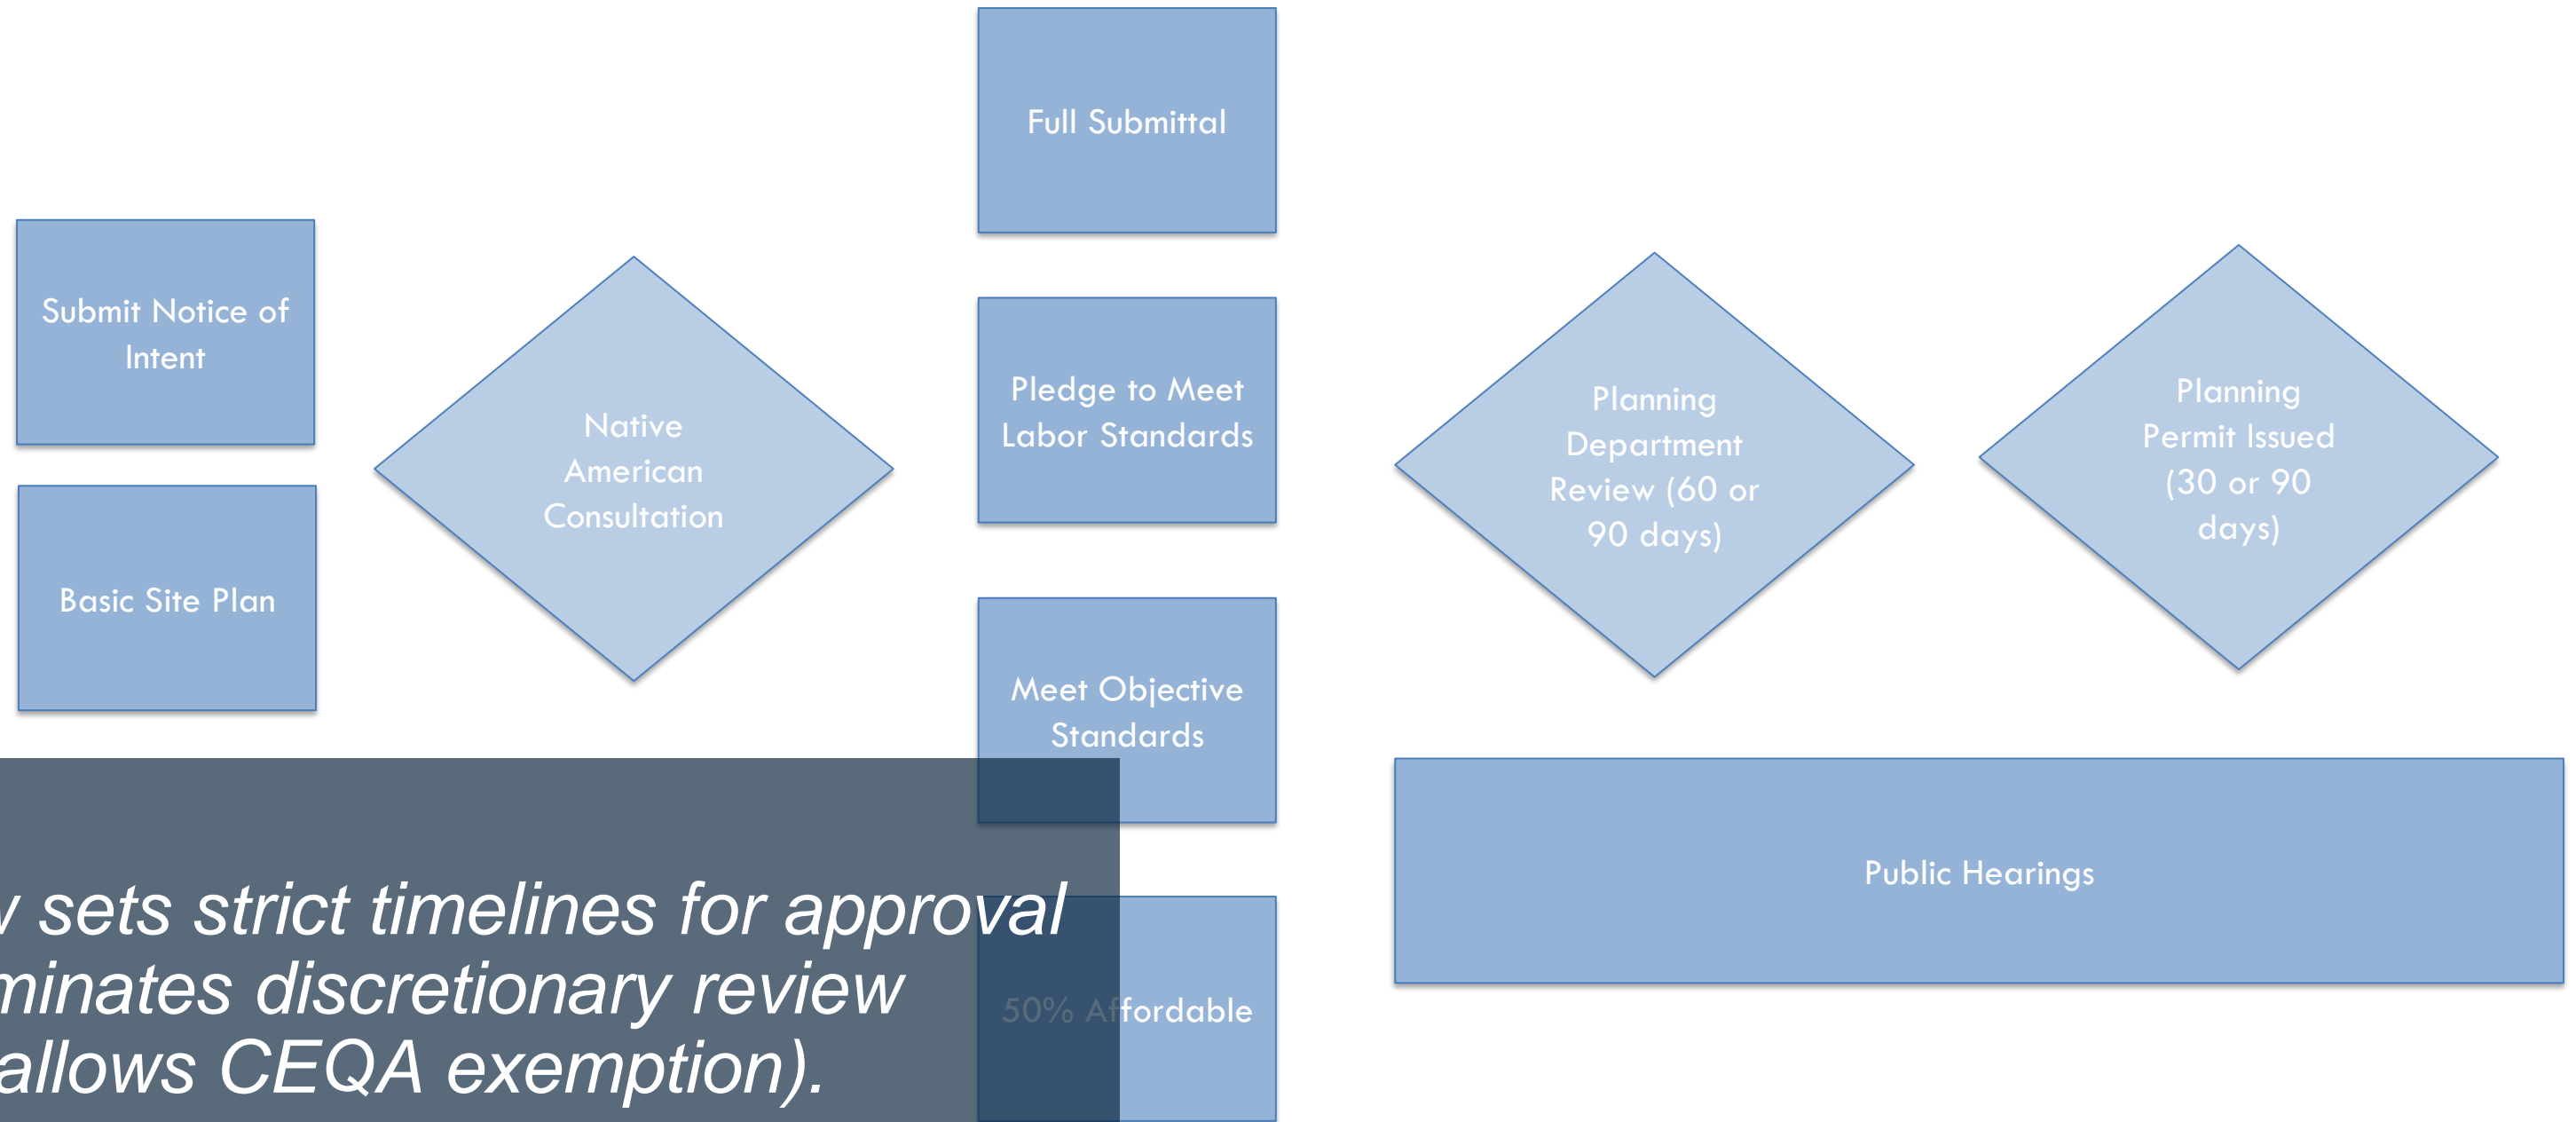 Submit Notice of
Intent
Basic Site Plan
Native
American
Consultation
Full Submittal
Pledge to Meet
Labor Standards
Meet Objective
Standards
50% Affordable
Planning
Department
Review (60 or
90 days)
Planning
Permit Issued
(30 or 90
days)
Public Hearings
sets strict timelines for approval
discretionary review
allows CEQA exemption).